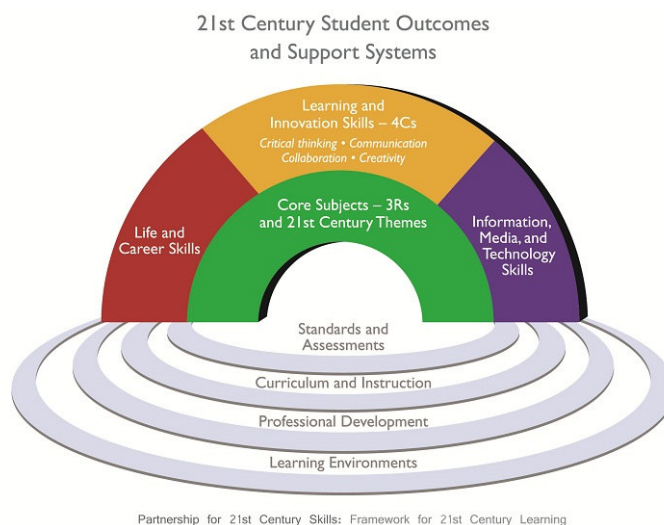 21st Century Student Outcomes
and Support Systems
Learning and
Innovation Skills – 4Cs
Critical thinking • Communication
Collaboration • Creativity
Core Subjects – 3Rs
and 21st Century Themes
Life and
Career Skills
Information,
Media, and
Technology
Skills
Standards and
Assessments
Curriculum and Instruction
Professional Development
Learning Environments
Partnership for 21st Century Skills: Framework for 21st Century Learning